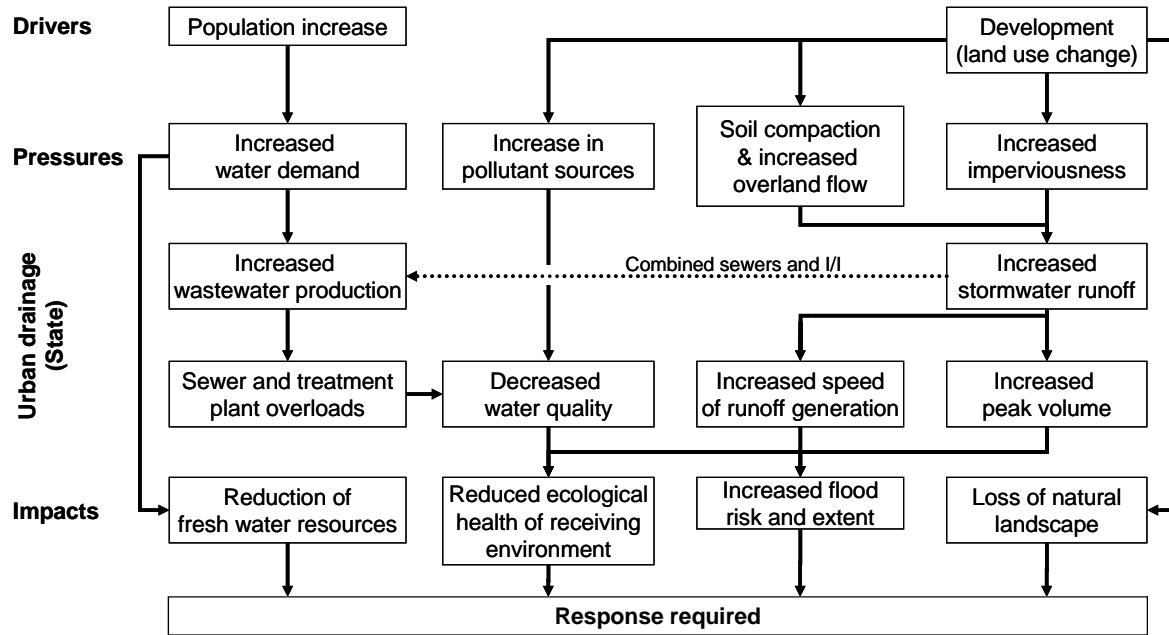 Drivers
Population increase
Development
(land use change)
Pressures
Increased
water demand
Increase in
pollutant sources
Soil compaction
& increased
overland flow
Increased
imperviousness
Urban drainage
(State)
Increased
wastewater production
Combined sewers and I/I
Increased
stormwater runoff
Sewer and treatment
plant overloads
Decreased
water quality
Increased speed
of runoff generation
Increased
peak volume
Impacts
Reduction of
fresh water resources
Reduced ecological
health of receiving
environment
Increased flood
risk and extent
Loss of natural
landscape
Response required